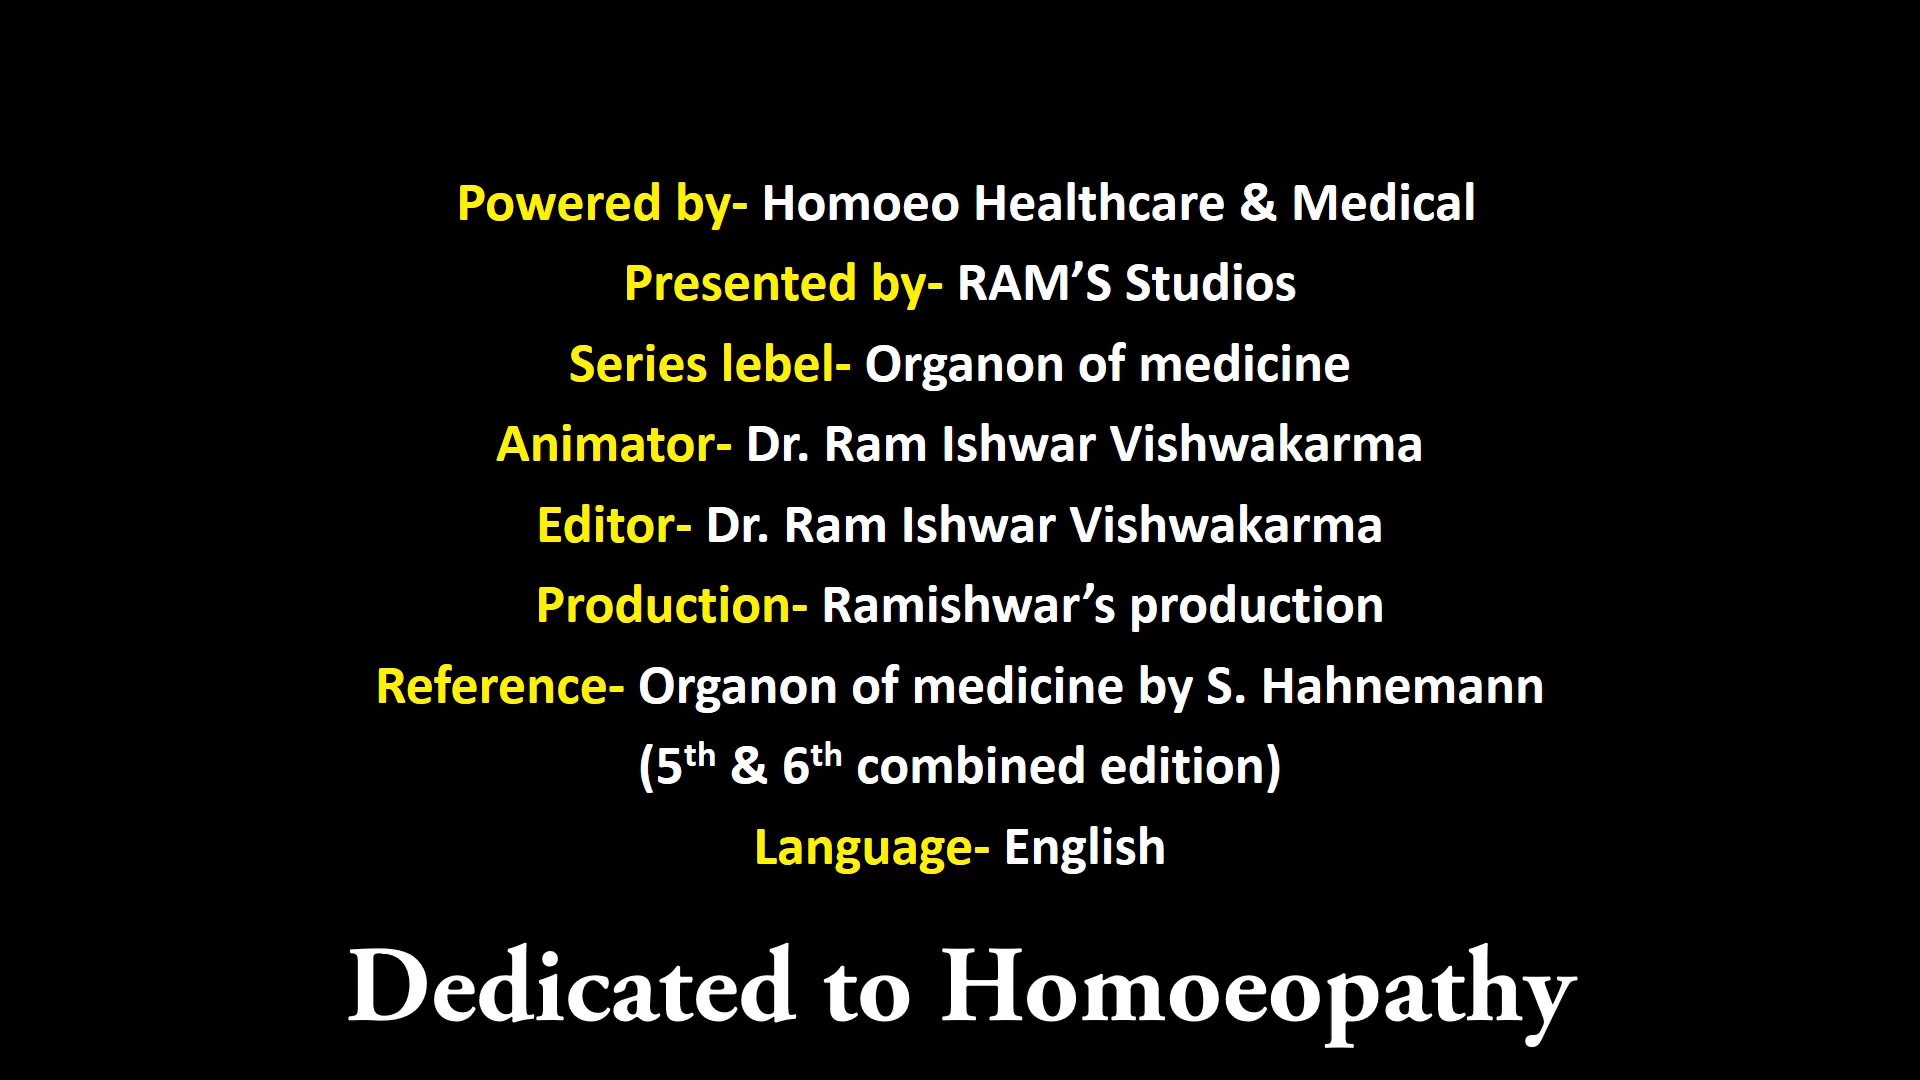 Powered by- Homoeo Healthcare & Medical
Presented by- RAM’S Studios
Series lebel- Organon of medicine
Animator- Dr. Ram Ishwar Vishwakarma
Editor- Dr. Ram Ishwar Vishwakarma
Production- Ramishwar’s production
Reference- Organon of medicine by S. Hahnemann
(5th & 6th combined edition)
Language- English
Dedicated to Homoeopathy